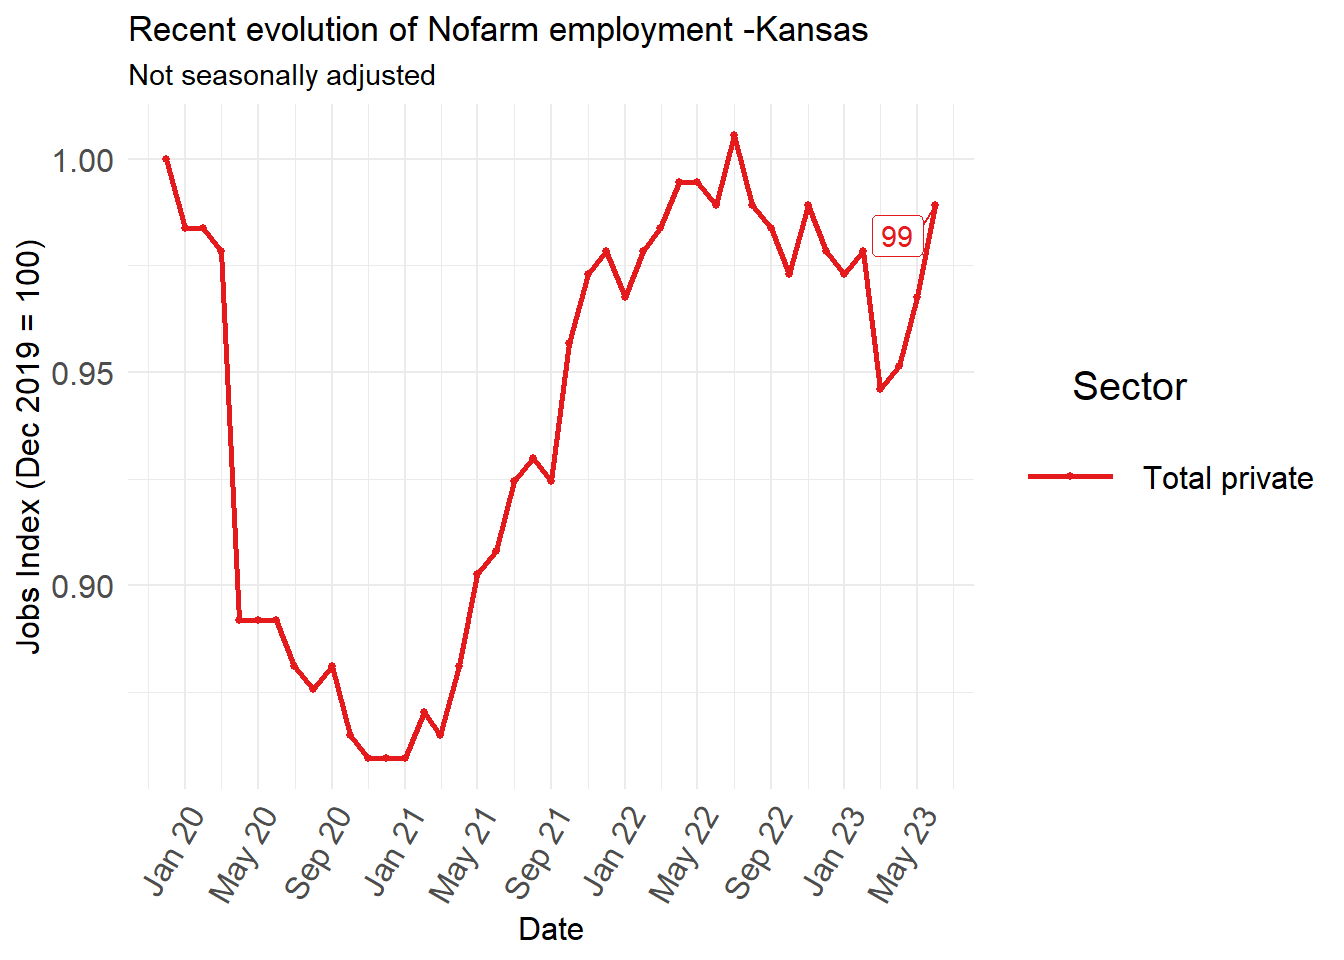 Recent evolution of Nofarm employment -Kansas
Not seasonally adjusted
Jobs Index (Dec 2019 = 100)
1.00
0.95
0.90
99
Jan 20
May 20
Sep 20
Jan 21
May 21
Sep 21
Jan 22
May 22
Sep 22
Jan 23
May 23
Date
Sector
Total private